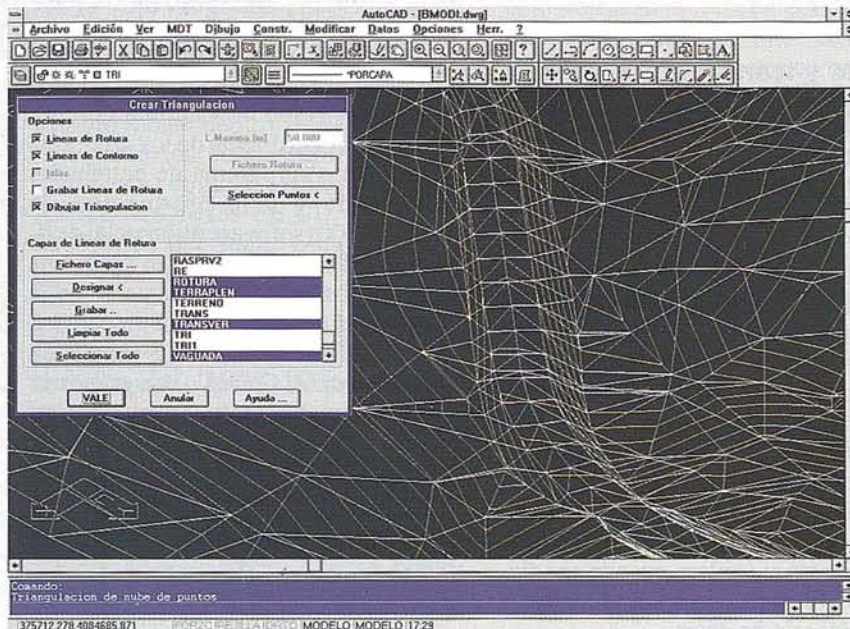 AutoCAD - [BMODI.dwg]
Archivo Edición Ver MDT Dibujo Constr. Modificar Datos Opciones Herr. ?
TRI
PORCAPA
Crear Triangulacion
Opciones
Lineas de Rotura
L.Maxima [m] 50.000
Lineas de Contorno
Fichero Rotura ...
Islas
Grabar Lineas de Rotura
Seleccion Puntos <
Dibujar Triangulacion
Capas de Lineas de Rotura
Fichero Capas ...
Designar <
Grabar ..
Limpiar Todo
Seleccionar Todo
RASPRV2
RE
ROTURA
TERRAPLEN
TERRENO
TRANS
TRANSVER
TRI
TRI1
VAGUADA
VALE
Anular
Ayuda ...
Comando:
Triangulacion de nube de puntos
375712.278,4084685.871
MODELO MODELO 17:29